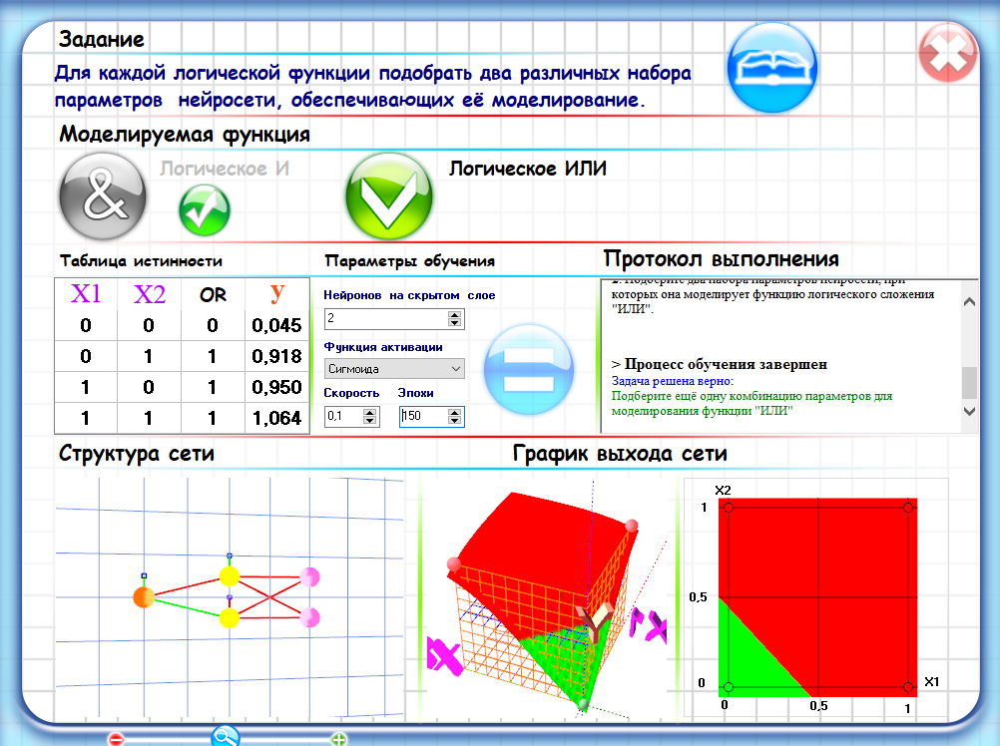 Задание
Для каждой логической функции подобрать два различных набора
параметров нейросети, обеспечивающих её моделирование.
Моделируемая функция
&
Логическое И
Логическое ИЛИ
Таблица истинности
X1 X2 OR y
0 0 0 0,045
0 1 1 0,918
1 0 1 0,950
1 1 1 1,064
Параметры обучения
Нейронов на скрытом слое
2
Функция активации
Сигмоида
Скорость Эпохи
0,1 150
Протокол выполнения
2. Подберите два набора параметров нейросети, при
которых она моделирует функцию логического сложения
"ИЛИ".
> Процесс обучения завершен
Задача решена верно:
Подберите ещё одну комбинацию параметров для
моделирования функции "ИЛИ"
Структура сети
График выхода сети
Y
X2
1
0,5
0
X1
0 0,5 1